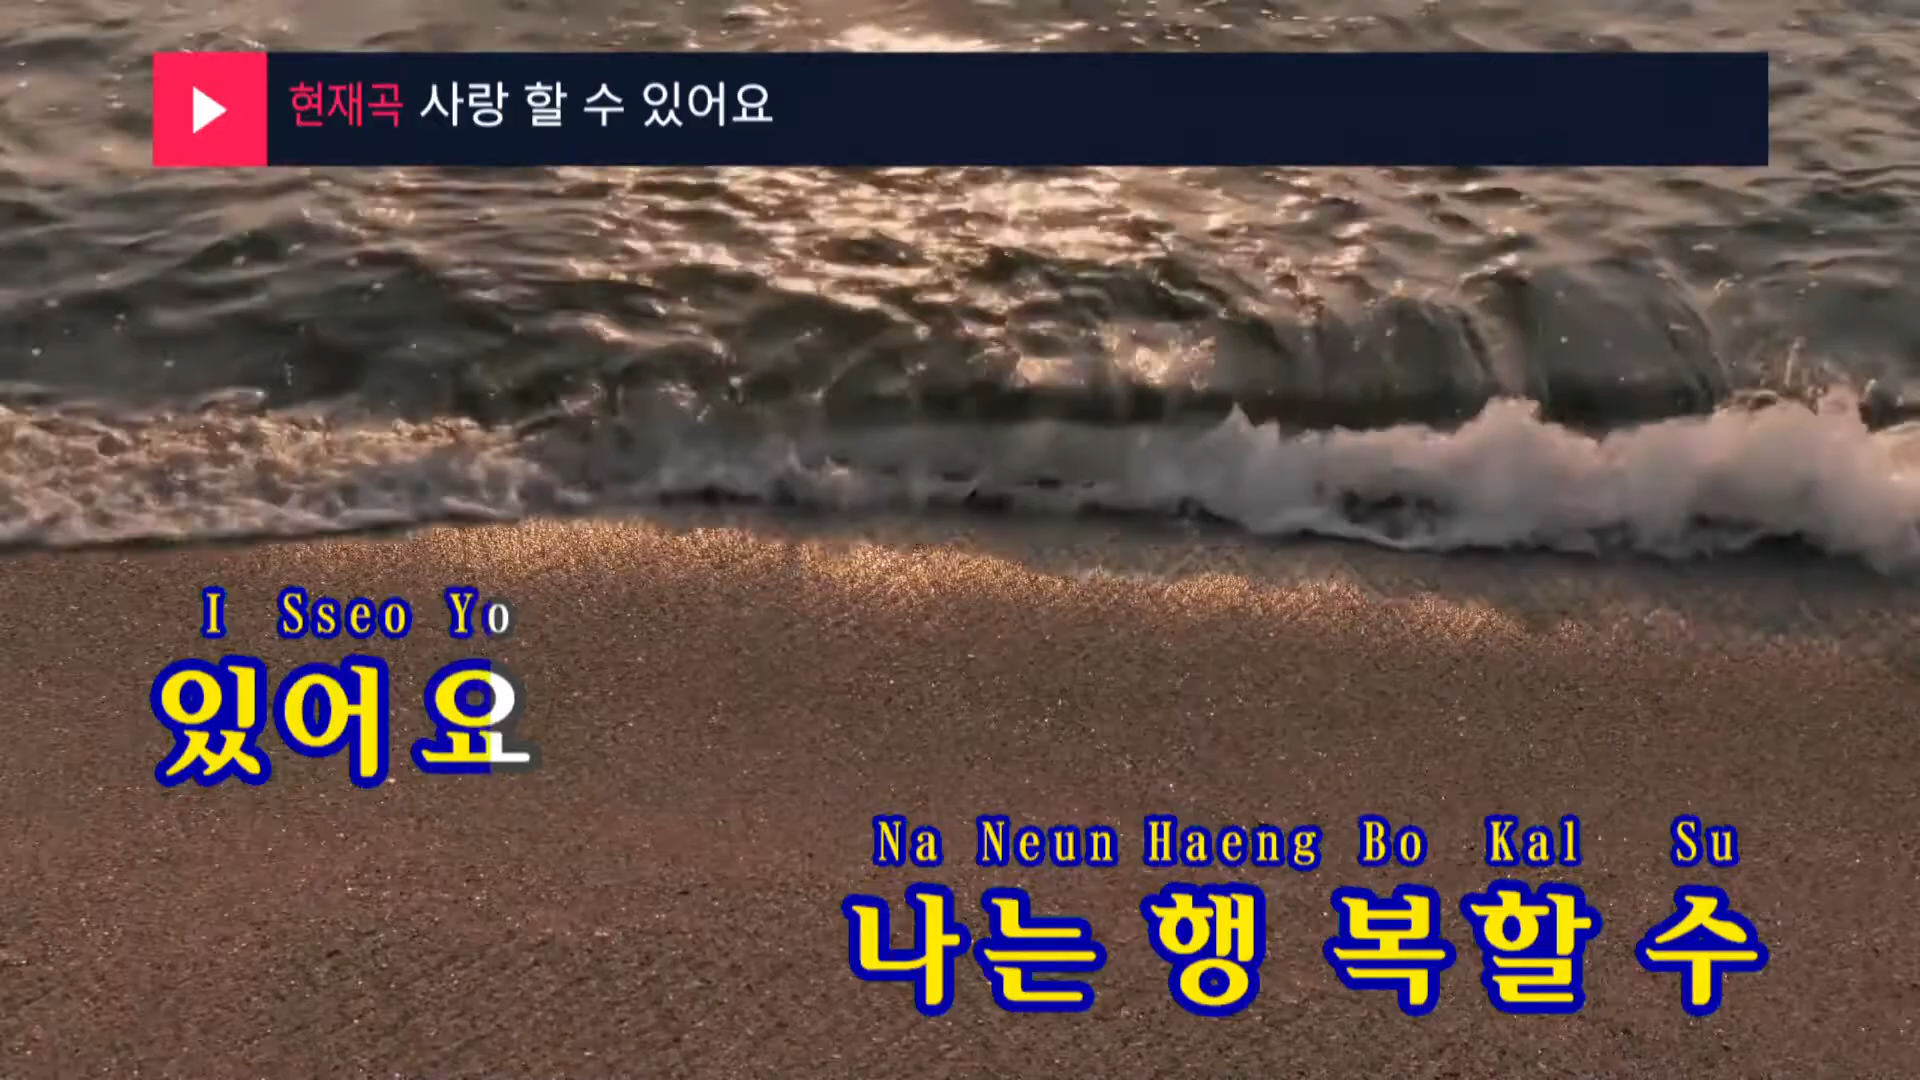 현재곡 사랑 할 수 있어요
I Sseo Yo
있어요
Na Neun Haeng Bo Kal Su
나는 행 복할 수